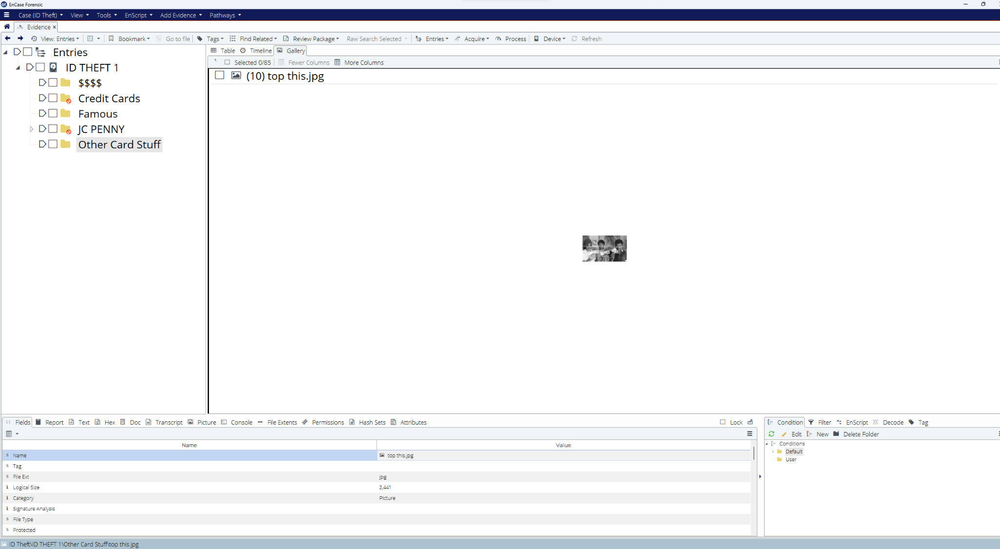 EnCase Forensic
Case (ID Theft) View Tools EnScript Add Evidence Pathways
Evidence ×
View: Entries Bookmark Go to file Tags Find Related Review Package Raw Search Selected Entries Acquire Process Device Refresh
Entries
ID THEFT 1
$$$$
Credit Cards
Famous
JC PENNY
Other Card Stuff
Table Timeline Gallery
Selected 0/85 Fewer Columns More Columns
(10) top this.jpg
Fields Report Text Hex Doc Transcript Picture Console File Extents Permissions Hash Sets Attributes Lock
Name Value
s Name top this.jpg
s Tag
s File Ext jpg
i Logical Size 2,441
i Category Picture
i Signature Analysis
s File Type
s Protected
Condition Filter EnScript Decode Tag
Edit New Delete Folder
Conditions
Default
User
ID Theft\ID THEFT 1\Other Card Stuff\top this.jpg